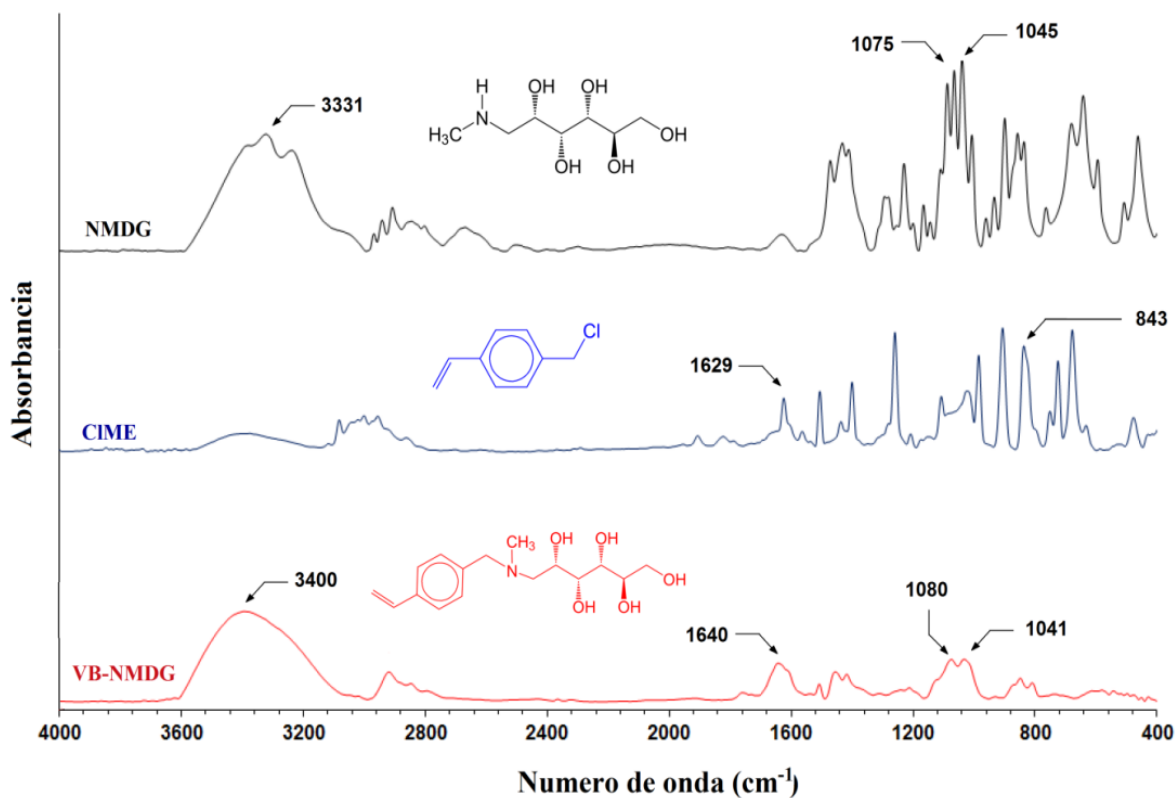 Absorbancia
3331
1075
1045
H
N
H₃C
OH
OH
OH
OH
OH
NMDG
Cl
1629
843
ClME
CH₃
N
OH
OH
OH
OH
OH
3400
1640
1080
1041
VB-NMDG
4000 3600 3200 2800 2400 2000 1600 1200 800 400
Numero de onda (cm⁻¹)